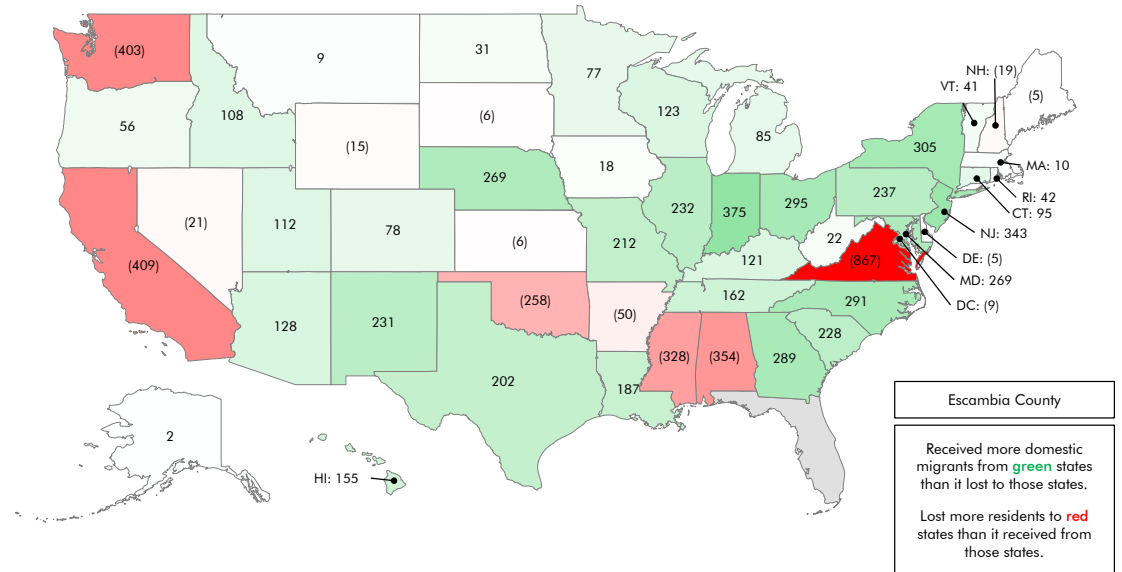 (403)
9
31
77
NH: (19)
VT: 41
(5)
56
108
(15)
(6)
123
85
305
MA: 10
RI: 42
CT: 95
NJ: 343
DE: (5)
MD: 269
DC: (9)
18
269
237
(21)
112
78
(6)
232
375
295
22
(867)
212
121
(409)
128
231
(258)
(50)
162
291
228
(328)
(354)
289
202
187
2
HI: 155
Escambia County
Received more domestic
migrants from green states
than it lost to those states.
Lost more residents to red
states than it received from
those states.